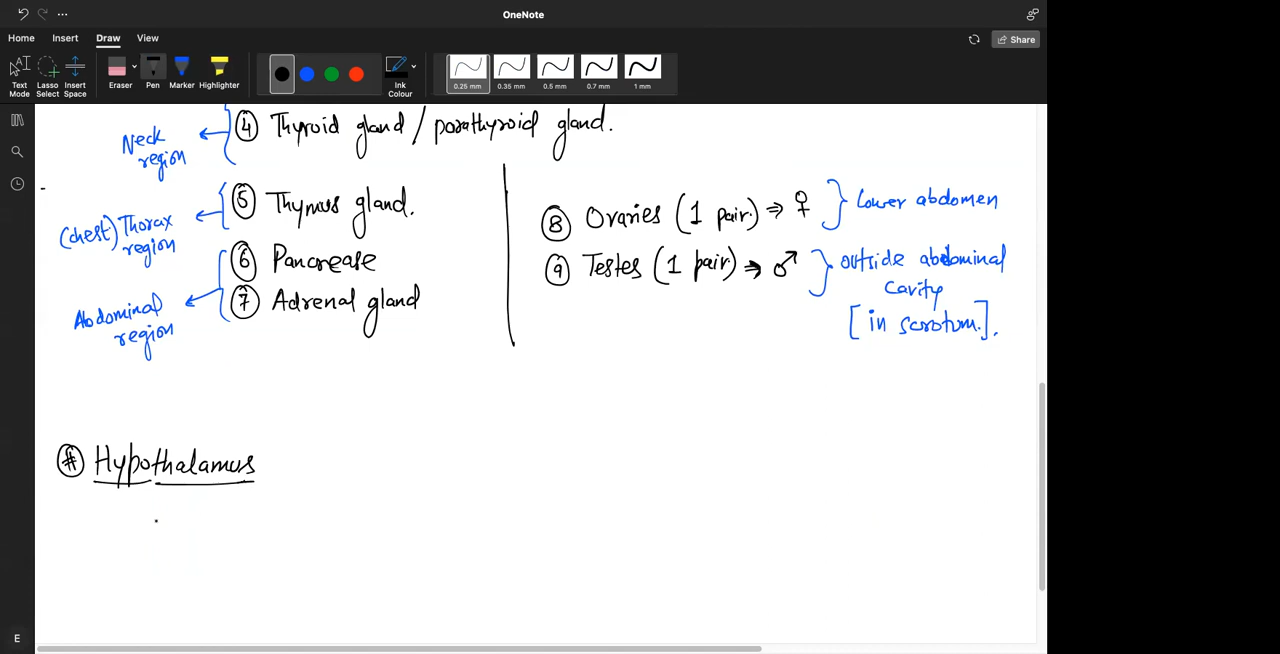 OneNote
Home Insert Draw View
Share
Text Mode
Lasso Select
Insert Space
Eraser
Pen
Marker
Highlighter
Ink Colour
0.25 mm
0.35 mm
0.5 mm
0.7 mm
1 mm
④ Thyroid gland / parathyroid gland.
Neck region
⑤ Thymus gland.
(chest) Thorax region
⑥ Pancrease
⑦ Adrenal gland
Abdominal region
⑧ Ovaries (1 pair.) ⇒ ♀ } Lower abdomen
⑨ Testes (1 pair.) ⇒ ♂ } outside abdominal
cavity
[in scrotum.].
# Hypothalamus
E